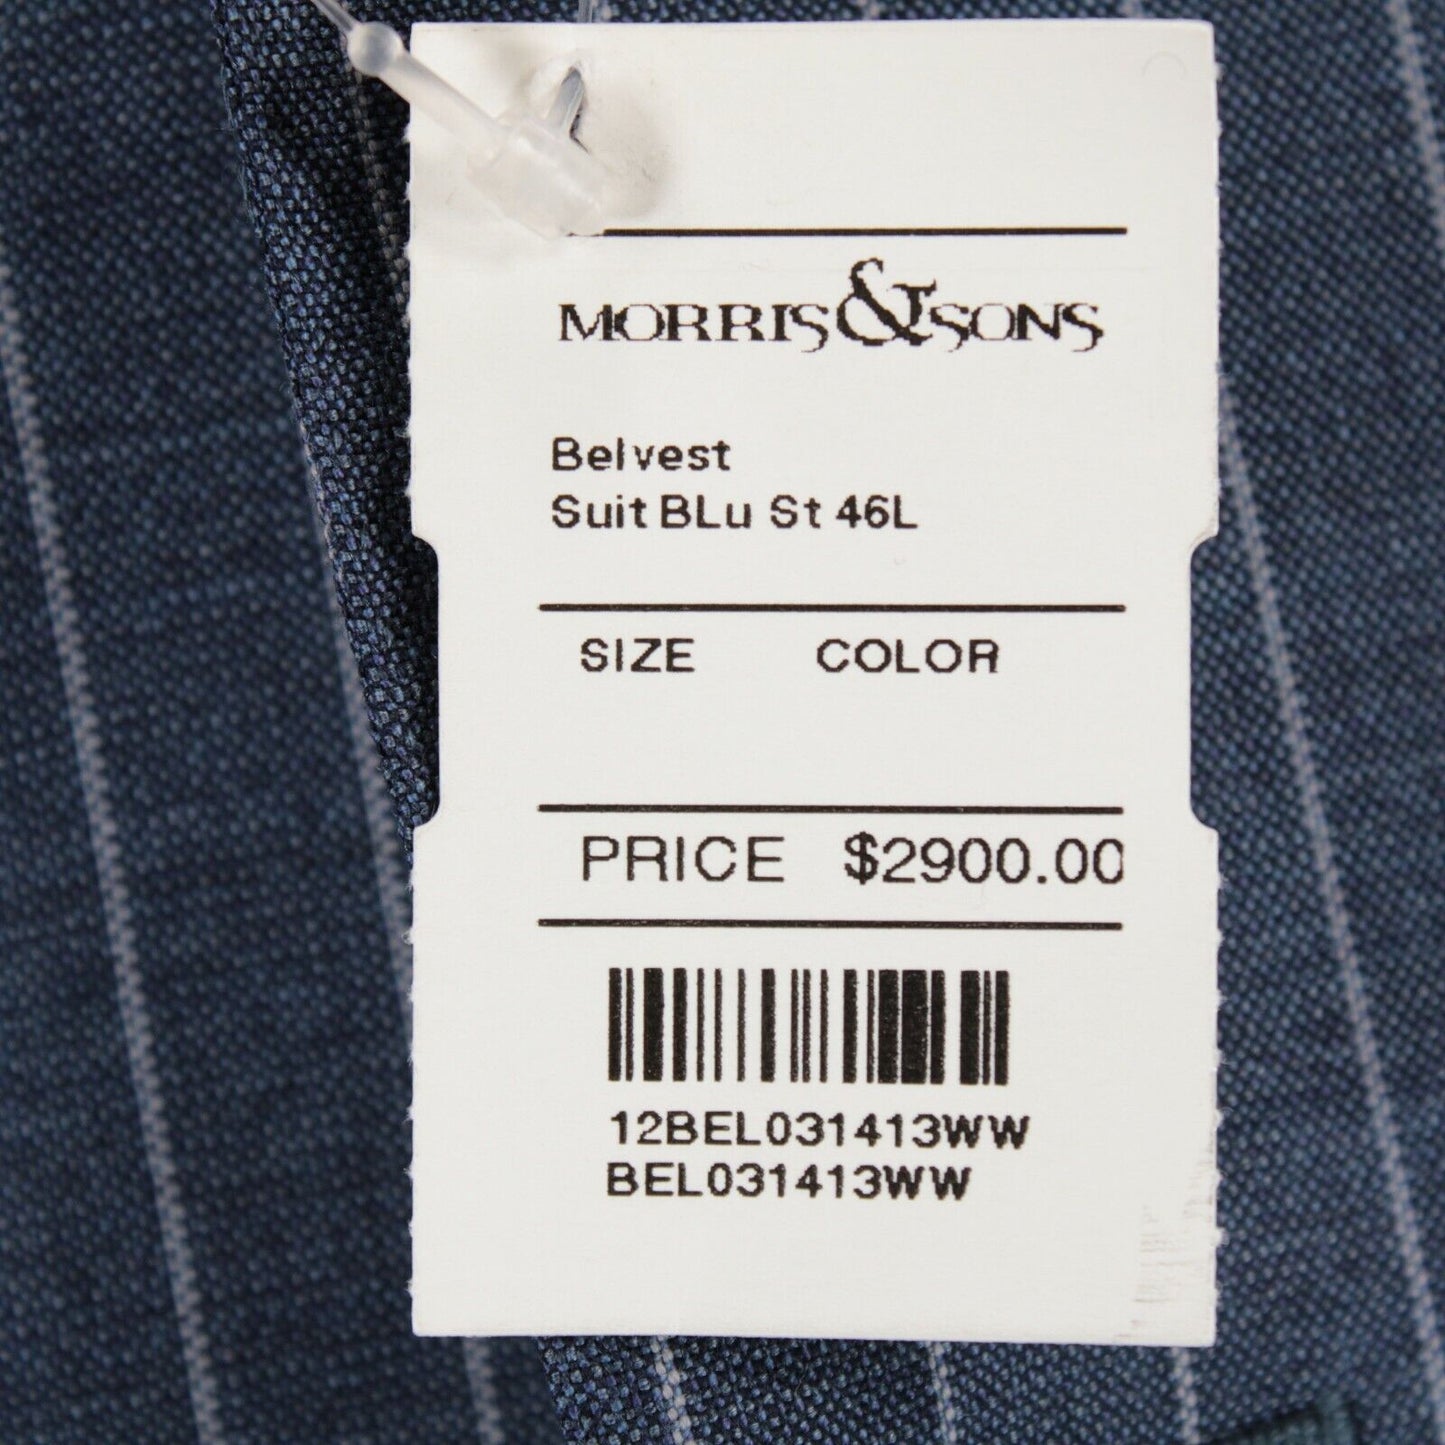 MORRIS & SONS
Belvest
Suit BLu St 46L
SIZE COLOR
PRICE $2900.00
12BEL031413WW
BEL031413WW